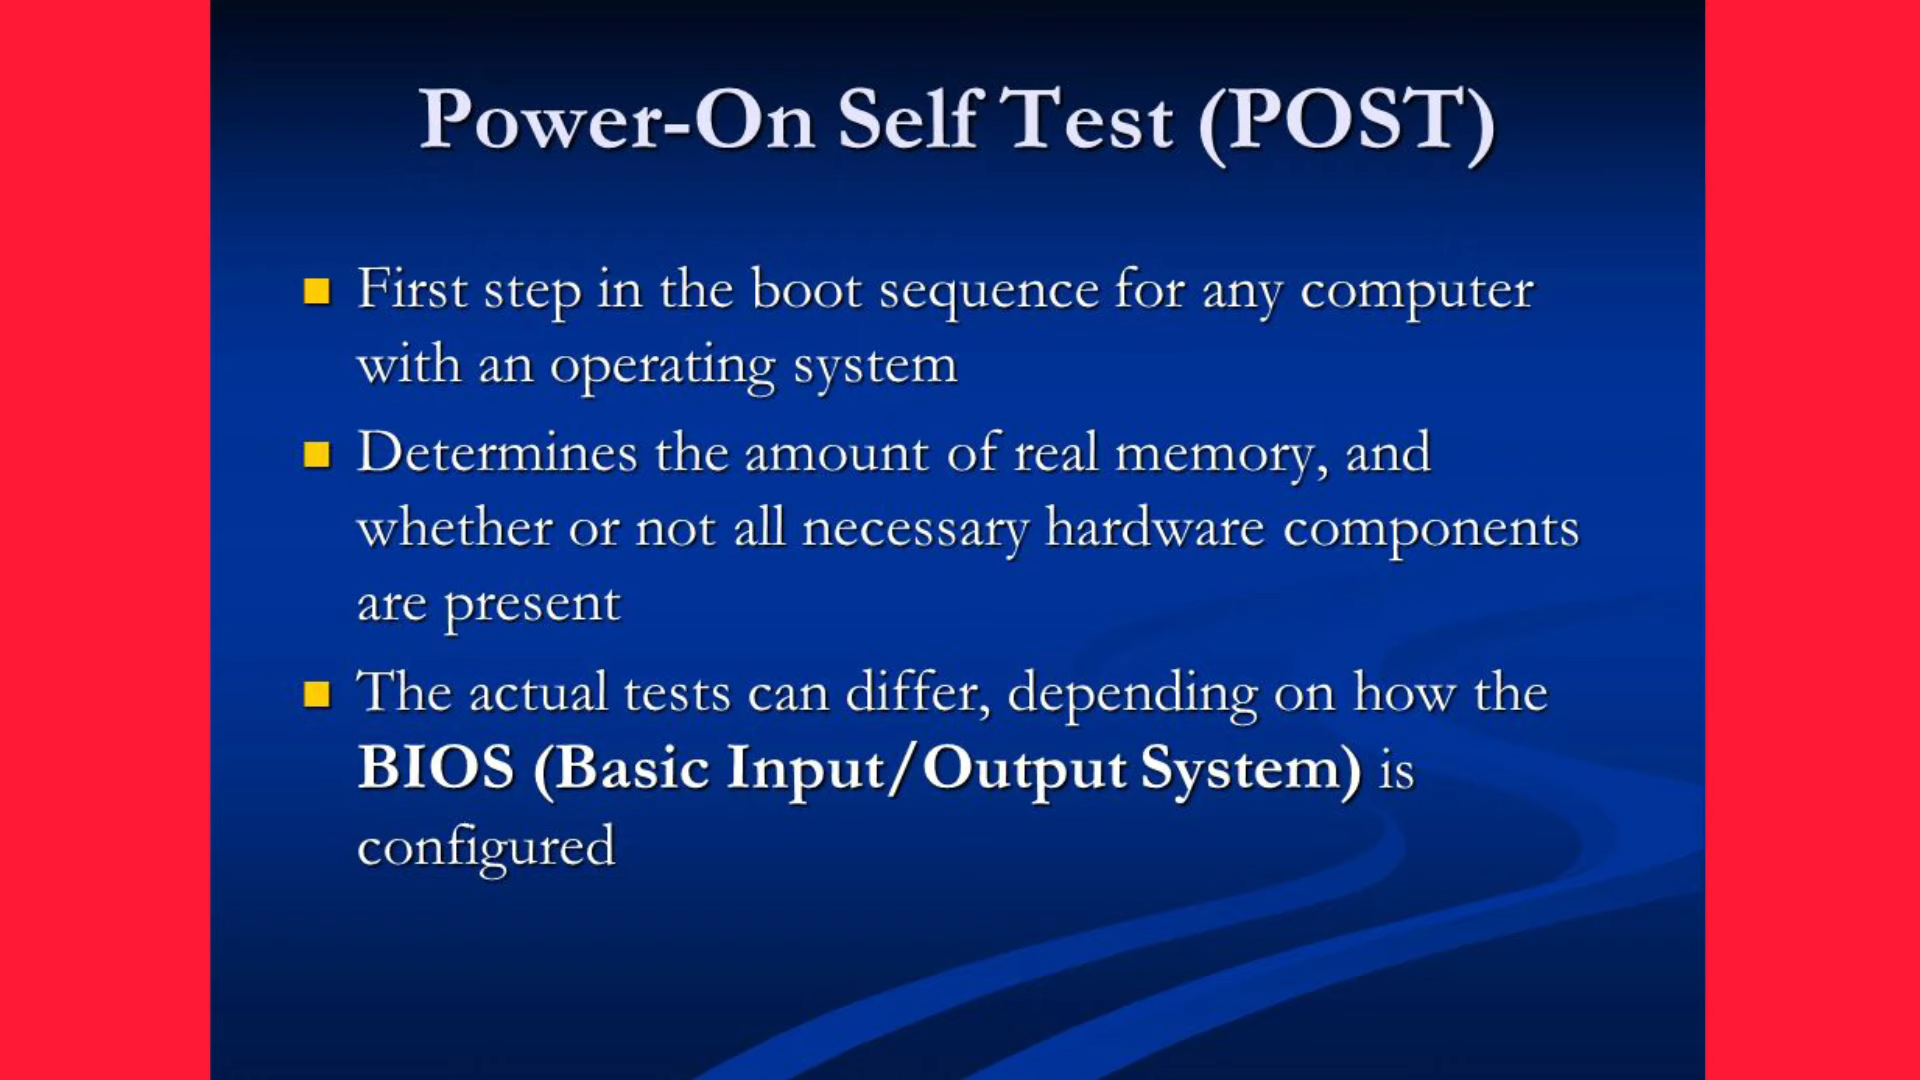 Power-On Self Test (POST)
First step in the boot sequence for any computer
with an operating system
Determines the amount of real memory, and
whether or not all necessary hardware components
are present
The actual tests can differ, depending on how the
BIOS (Basic Input/Output System) is
configured